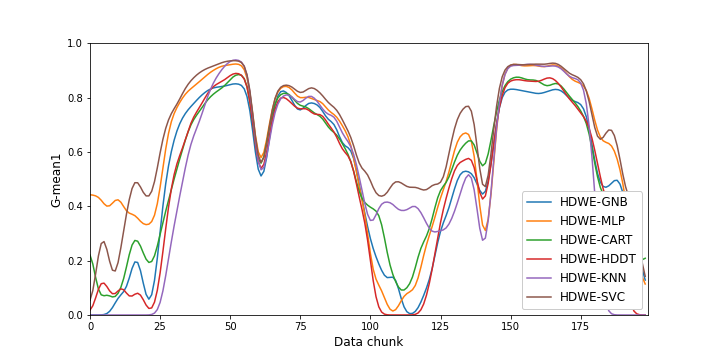 1.0
0.8
0.6
0.4
0.2
0.0
G-mean1
0
25
50
75
100
125
150
175
Data chunk
HDWE-GNB
HDWE-MLP
HDWE-CART
HDWE-HDDT
HDWE-KNN
HDWE-SVC